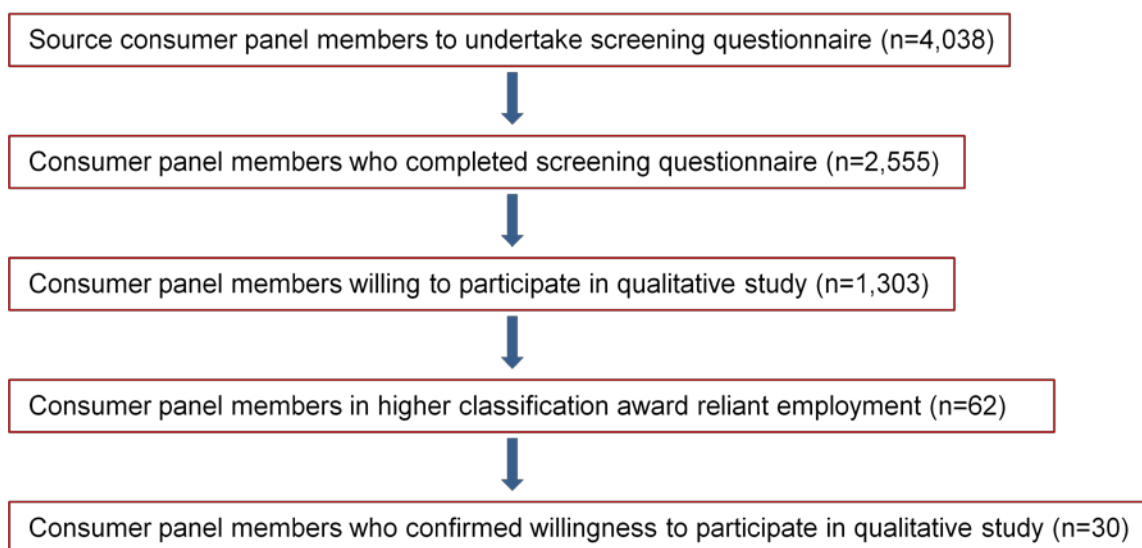 Source consumer panel members to undertake screening questionnaire (n=4,038)
Consumer panel members who completed screening questionnaire (n=2,555)
Consumer panel members willing to participate in qualitative study (n=1,303)
Consumer panel members in higher classification award reliant employment (n=62)
Consumer panel members who confirmed willingness to participate in qualitative study (n=30)